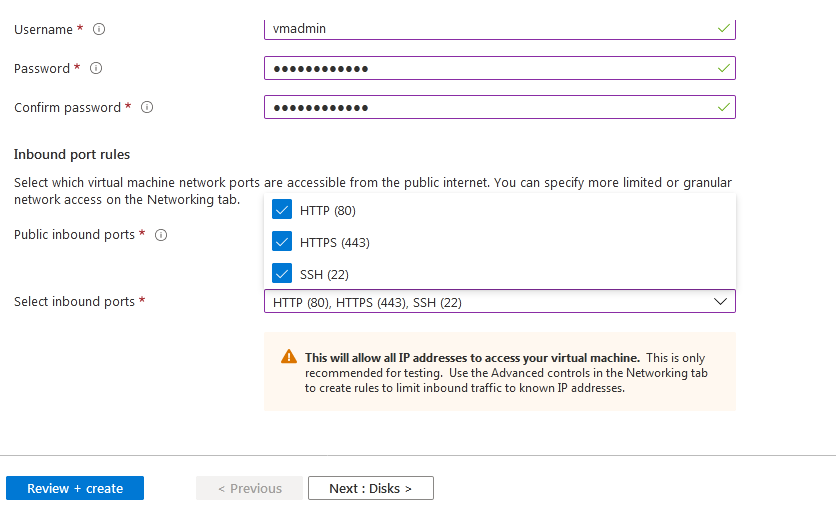 Username *
vmadmin
Password *
••••••••••••
Confirm password *
••••••••••••
Inbound port rules
Select which virtual machine network ports are accessible from the public internet. You can specify more limited or granular
network access on the Networking tab.
Public inbound ports *
HTTP (80)
HTTPS (443)
SSH (22)
Select inbound ports *
HTTP (80), HTTPS (443), SSH (22)
This will allow all IP addresses to access your virtual machine. This is only
recommended for testing. Use the Advanced controls in the Networking tab
to create rules to limit inbound traffic to known IP addresses.
Review + create
< Previous
Next : Disks >